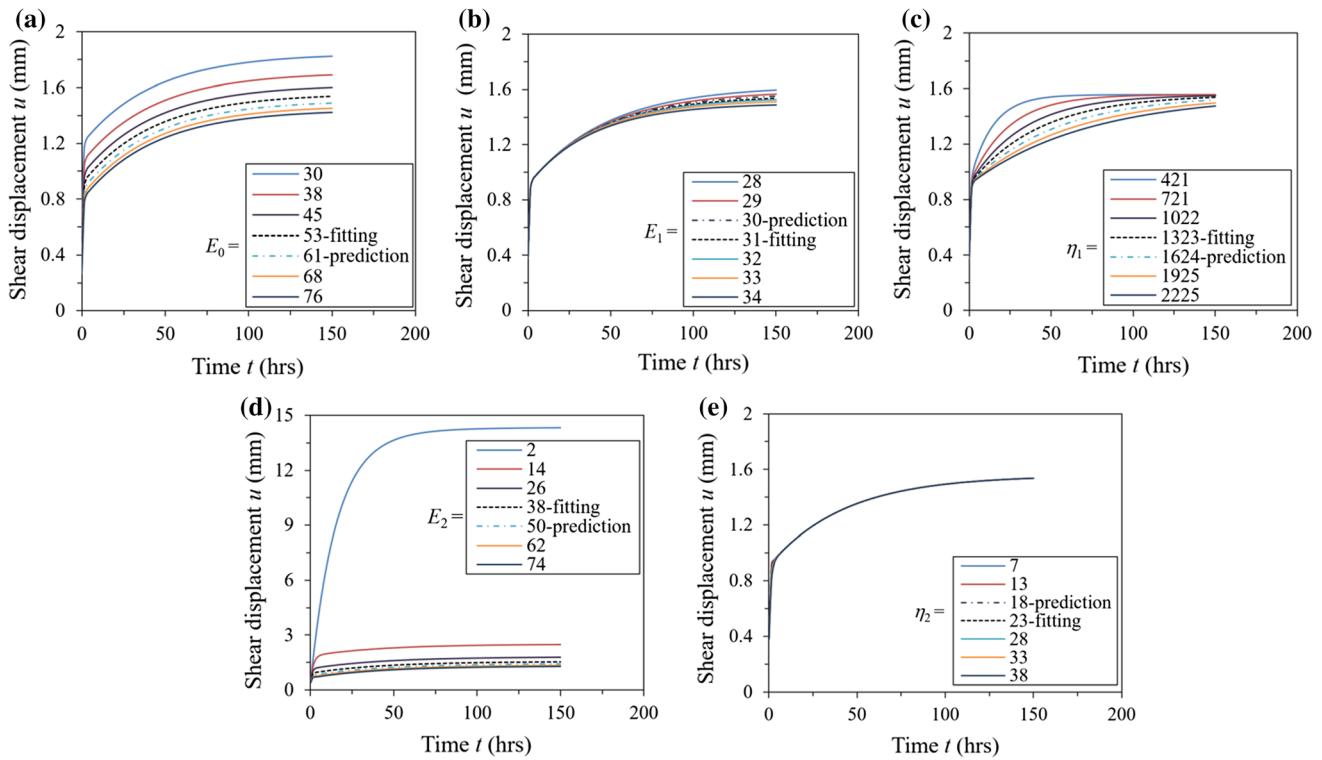 (a)
2
1.6
1.2
0.8
0.4
0
0
50
100
150
200
Shear displacement u (mm)
Time t (hrs)
E0 =
30
38
45
53-fitting
61-prediction
68
76
(b)
2
1.6
1.2
0.8
0.4
0
0
50
100
150
200
Shear displacement u (mm)
Time t (hrs)
E1 =
28
29
30-prediction
31-fitting
32
33
34
(c)
2
1.6
1.2
0.8
0.4
0
0
50
100
150
200
Shear displacement u (mm)
Time t (hrs)
η1 =
421
721
1022
1323-fitting
1624-prediction
1925
2225
(d)
15
12
9
6
3
0
0
50
100
150
200
Shear displacement u (mm)
Time t (hrs)
E2 =
2
14
26
38-fitting
50-prediction
62
74
(e)
2
1.6
1.2
0.8
0.4
0
0
50
100
150
200
Shear displacement u (mm)
Time t (hrs)
η2 =
7
13
18-prediction
23-fitting
28
33
38